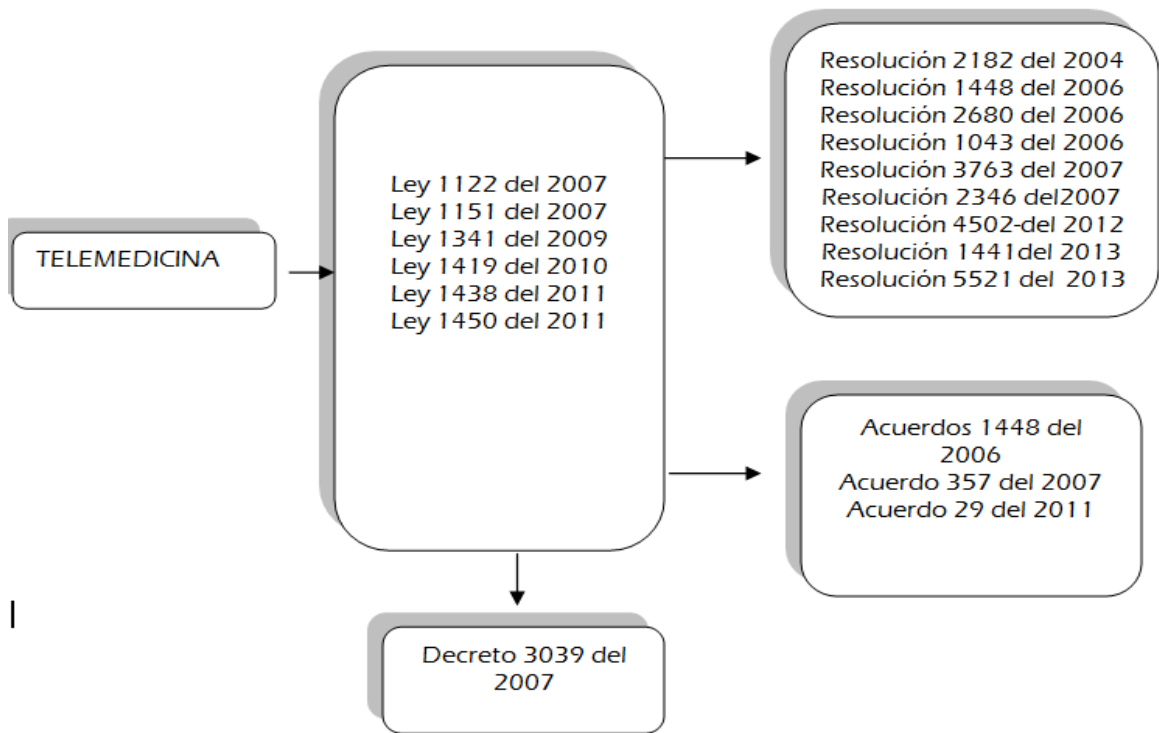 TELEMEDICINA
Ley 1122 del 2007
Ley 1151 del 2007
Ley 1341 del 2009
Ley 1419 del 2010
Ley 1438 del 2011
Ley 1450 del 2011
Resolución 2182 del 2004
Resolución 1448 del 2006
Resolución 2680 del 2006
Resolución 1043 del 2006
Resolución 3763 del 2007
Resolución 2346 del2007
Resolución 4502-del 2012
Resolución 1441del 2013
Resolución 5521 del 2013
Acuerdos 1448 del
2006
Acuerdo 357 del 2007
Acuerdo 29 del 2011
Decreto 3039 del
2007